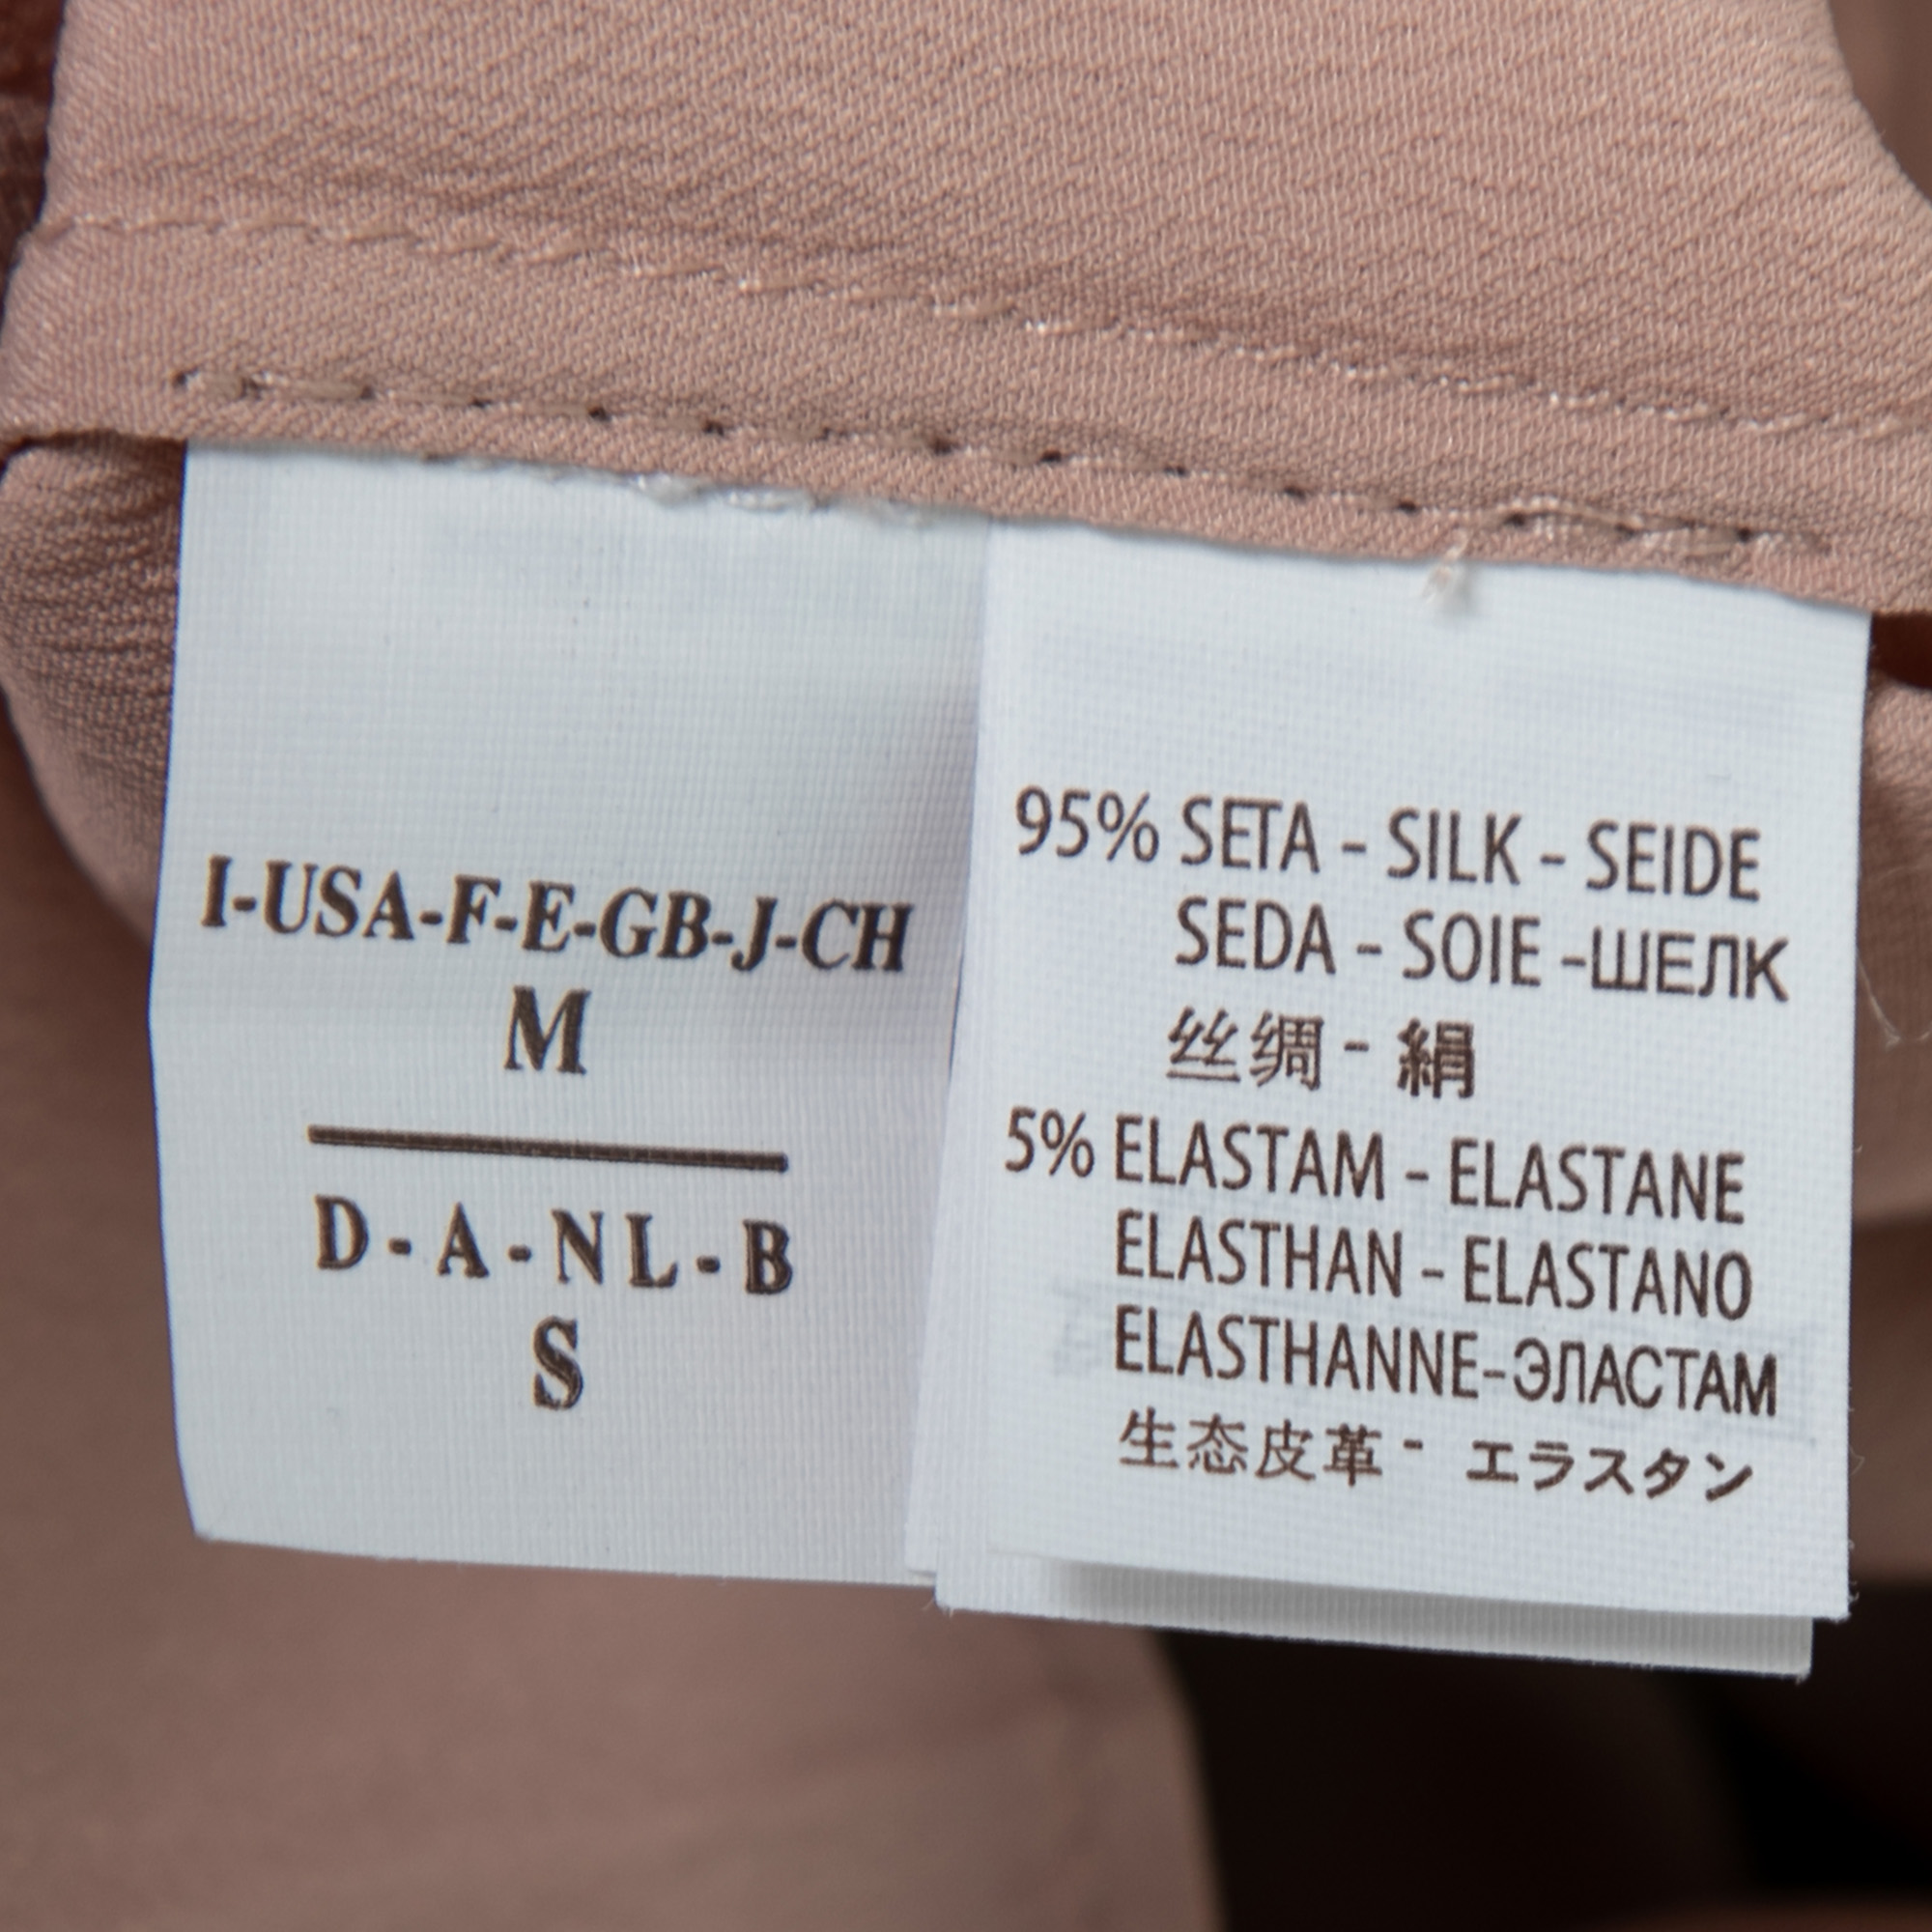 I-USA-F-E-GB-J-CH
M
D - A - NL - B
S
95% SETA - SILK - SEIDE
SEDA - SOIE -ШЕЛК
丝绸 - 絹
5% ELASTAM - ELASTANE
ELASTHAN - ELASTANO
ELASTHANNE-ЭЛАСТАМ
生态皮革 - エラスタン